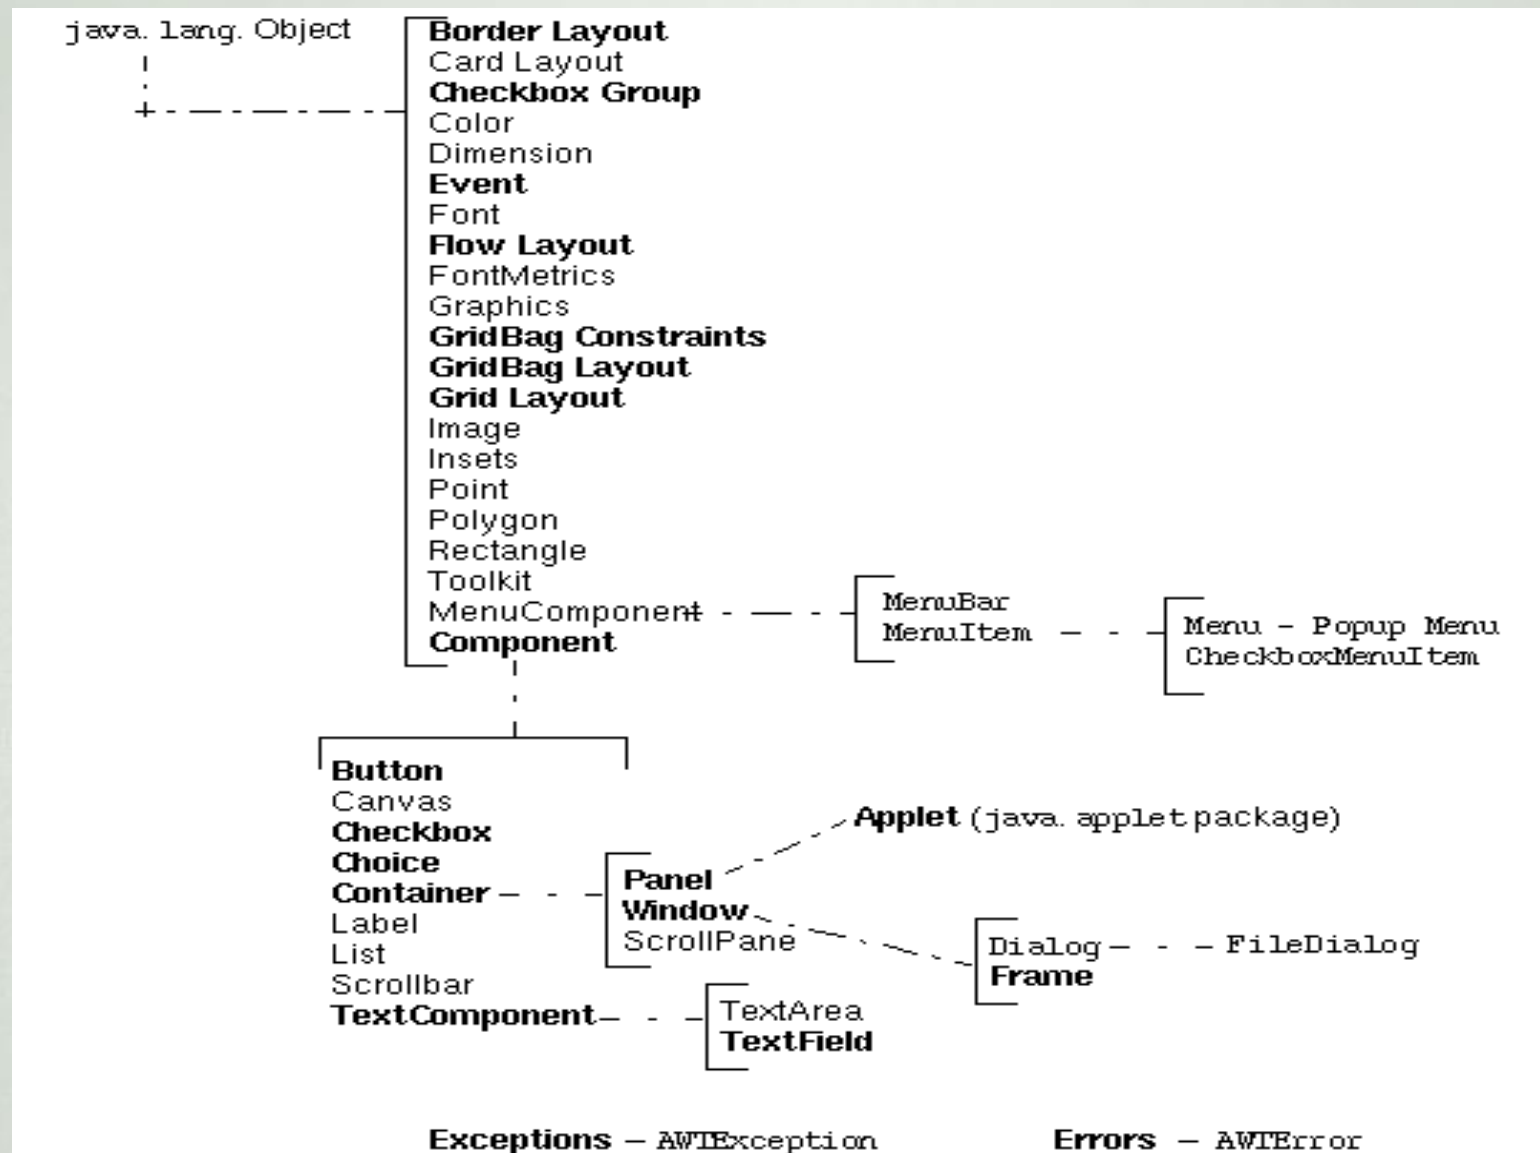 java.lang.Object
Border Layout
Card Layout
Checkbox Group
Color
Dimension
Event
Font
Flow Layout
FontMetrics
Graphics
GridBag Constraints
GridBag Layout
Grid Layout
Image
Insets
Point
Polygon
Rectangle
Toolkit
MenuComponent
Component
MenuBar
MenuItem
Menu – Popup Menu
CheckboxMenuItem
Button
Canvas
Checkbox
Choice
Container
Label
List
Scrollbar
TextComponent
Panel
Window
ScrollPane
Applet (java.applet package)
Dialog
Frame
FileDialog
TextArea
TextField
Exceptions – AWTException
Errors – AWTError